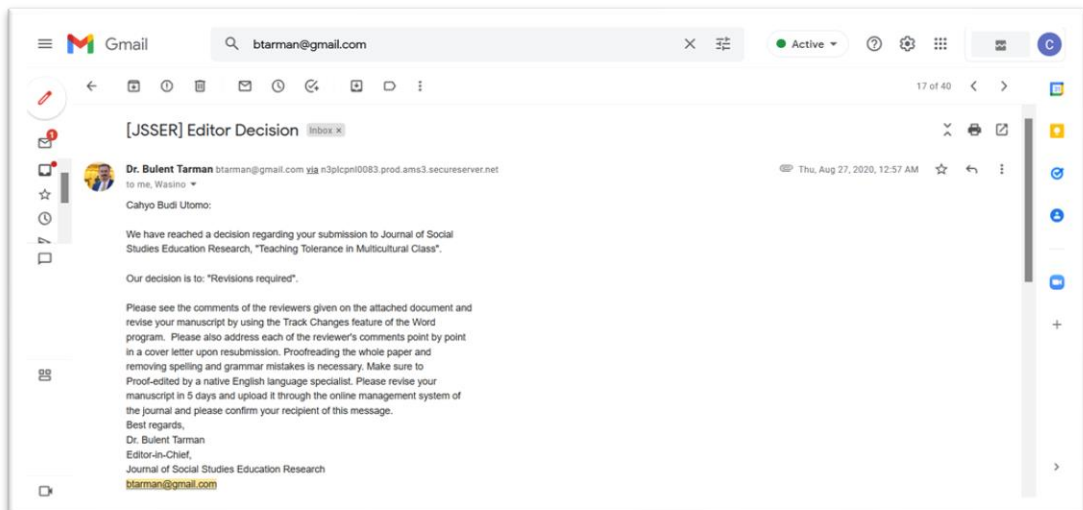 Gmail
btarman@gmail.com
Active
C
17 of 40
[JSSER] Editor Decision Inbox ×
1
Dr. Bulent Tarman btarman@gmail.com via n3plcpnl0083.prod.ams3.secureserver.net
Thu, Aug 27, 2020, 12:57 AM
to me, Wasino
Cahyo Budi Utomo:
We have reached a decision regarding your submission to Journal of Social
Studies Education Research, "Teaching Tolerance in Multicultural Class".
Our decision is to: "Revisions required".
Please see the comments of the reviewers given on the attached document and
revise your manuscript by using the Track Changes feature of the Word
program. Please also address each of the reviewer's comments point by point
in a cover letter upon resubmission. Proofreading the whole paper and
removing spelling and grammar mistakes is necessary. Make sure to
Proof-edited by a native English language specialist. Please revise your
manuscript in 5 days and upload it through the online management system of
the journal and please confirm your recipient of this message.
Best regards,
Dr. Bulent Tarman
Editor-in-Chief,
Journal of Social Studies Education Research
btarman@gmail.com